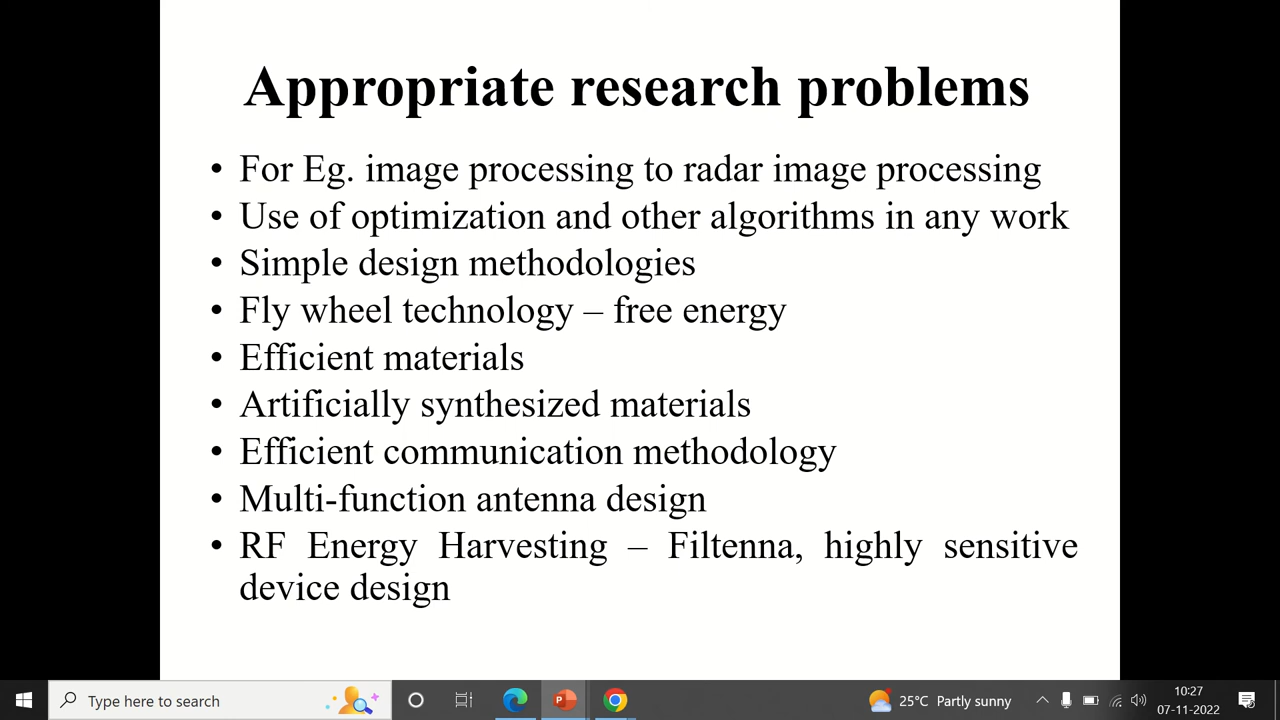 Appropriate research problems
• For Eg. image processing to radar image processing
• Use of optimization and other algorithms in any work
• Simple design methodologies
• Fly wheel technology – free energy
• Efficient materials
• Artificially synthesized materials
• Efficient communication methodology
• Multi-function antenna design
• RF Energy Harvesting – Filtenna, highly sensitive
device design
Type here to search
25°C Partly sunny
10:27
07-11-2022